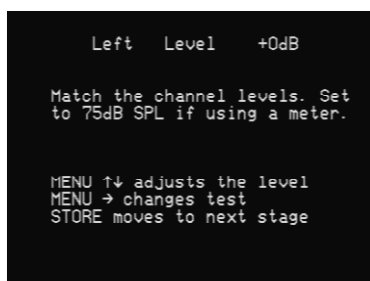 Left Level +0dB
Match the channel levels. Set
to 75dB SPL if using a meter.
MENU ↑↓ adjusts the level
MENU → changes test
STORE moves to next stage